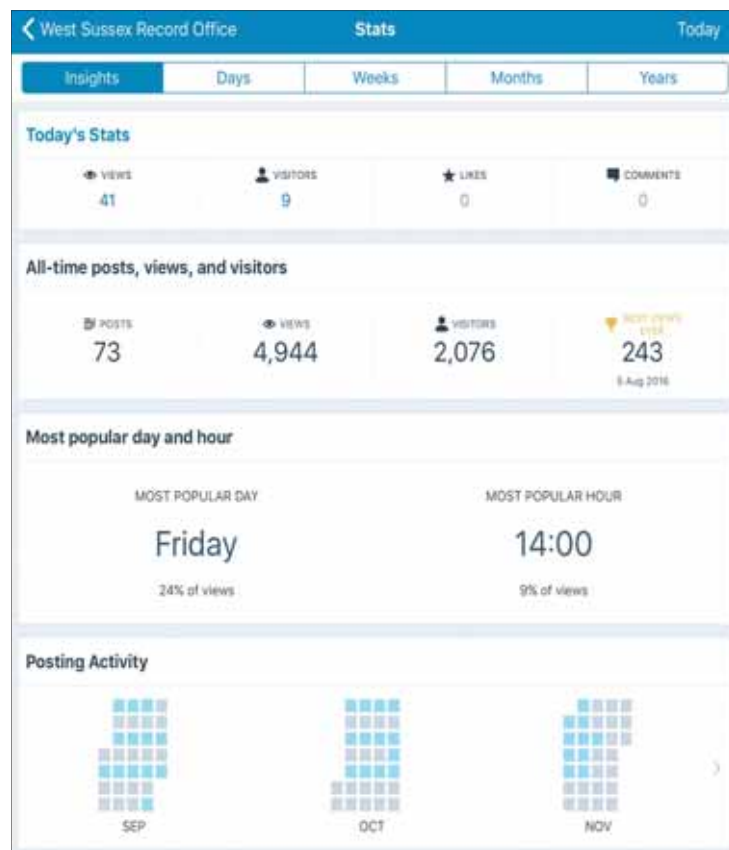 West Sussex Record Office Stats Today
Insights Days Weeks Months Years
Today's Stats
VIEWS VISITORS LIKES COMMENTS
41 9 0 0
All-time posts, views, and visitors
POSTS VIEWS VISITORS BEST VIEWS
EVER
73 4,944 2,076 243
5 Aug 2016
Most popular day and hour
MOST POPULAR DAY MOST POPULAR HOUR
Friday 14:00
24% of views 9% of views
Posting Activity
SEP OCT NOV